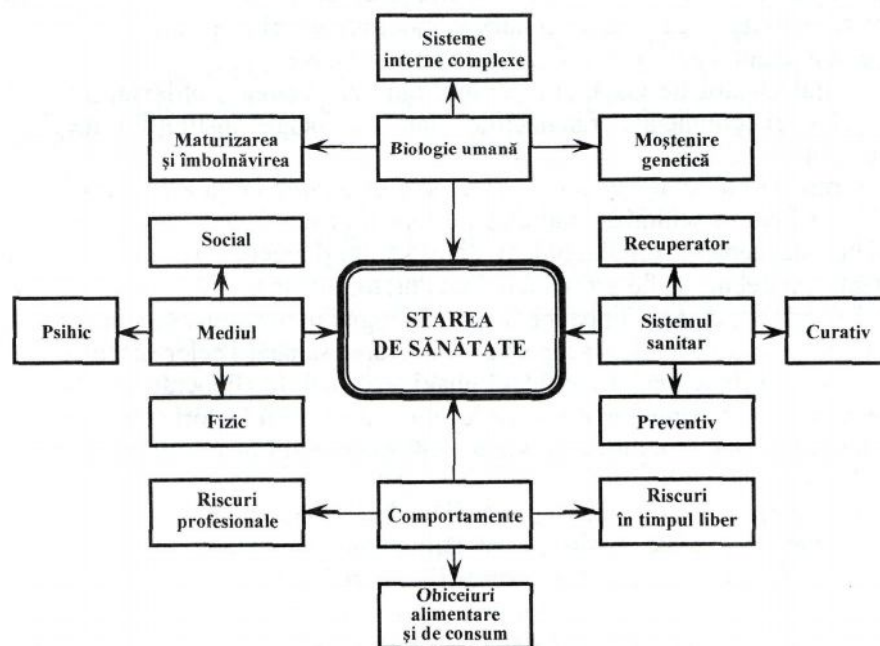 Sisteme
interne complexe
Maturizarea
și îmbolnăvirea
Biologie umană
Moștenire
genetică
Social
Recuperator
Psihic
Mediul
STAREA
DE SĂNĂTATE
Sistemul
sanitar
Curativ
Fizic
Preventiv
Riscuri
profesionale
Comportamente
Riscuri
în timpul liber
Obiceiuri
alimentare
și de consum